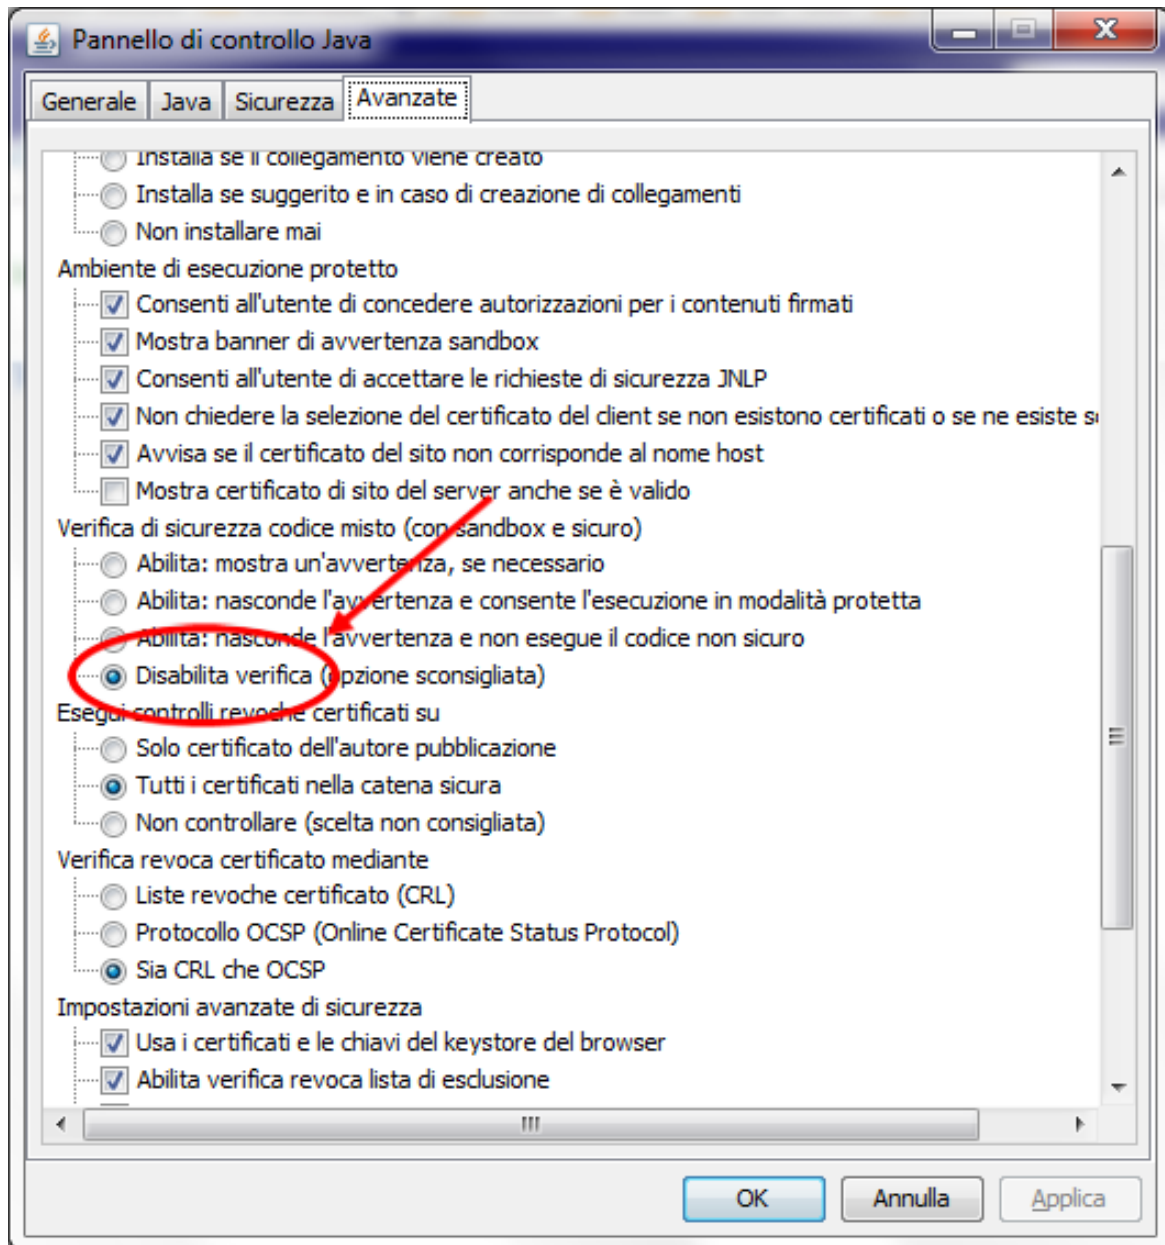 Pannello di controllo Java
Generale Java Sicurezza Avanzate
Installa se il collegamento viene creato
Installa se suggerito e in caso di creazione di collegamenti
Non installare mai
Ambiente di esecuzione protetto
Consenti all'utente di concedere autorizzazioni per i contenuti firmati
Mostra banner di avvertenza sandbox
Consenti all'utente di accettare le richieste di sicurezza JNLP
Non chiedere la selezione del certificato del client se non esistono certificati o se ne esiste
Avvisa se il certificato del sito non corrisponde al nome host
Mostra certificato di sito del server anche se è valido
Verifica di sicurezza codice misto (con sandbox e sicuro)
Abilita: mostra un'avvertenza, se necessario
Abilita: nasconde l'avvertenza e consente l'esecuzione in modalità protetta
Abilita: nasconde l'avvertenza e non esegue il codice non sicuro
Disabilita verifica (opzione sconsigliata)
Esegui controlli revoche certificati su
Solo certificato dell'autore pubblicazione
Tutti i certificati nella catena sicura
Non controllare (scelta non consigliata)
Verifica revoca certificato mediante
Liste revoche certificato (CRL)
Protocollo OCSP (Online Certificate Status Protocol)
Sia CRL che OCSP
Impostazioni avanzate di sicurezza
Usa i certificati e le chiavi del keystore del browser
Abilita verifica revoca lista di esclusione
OK Annulla Applica